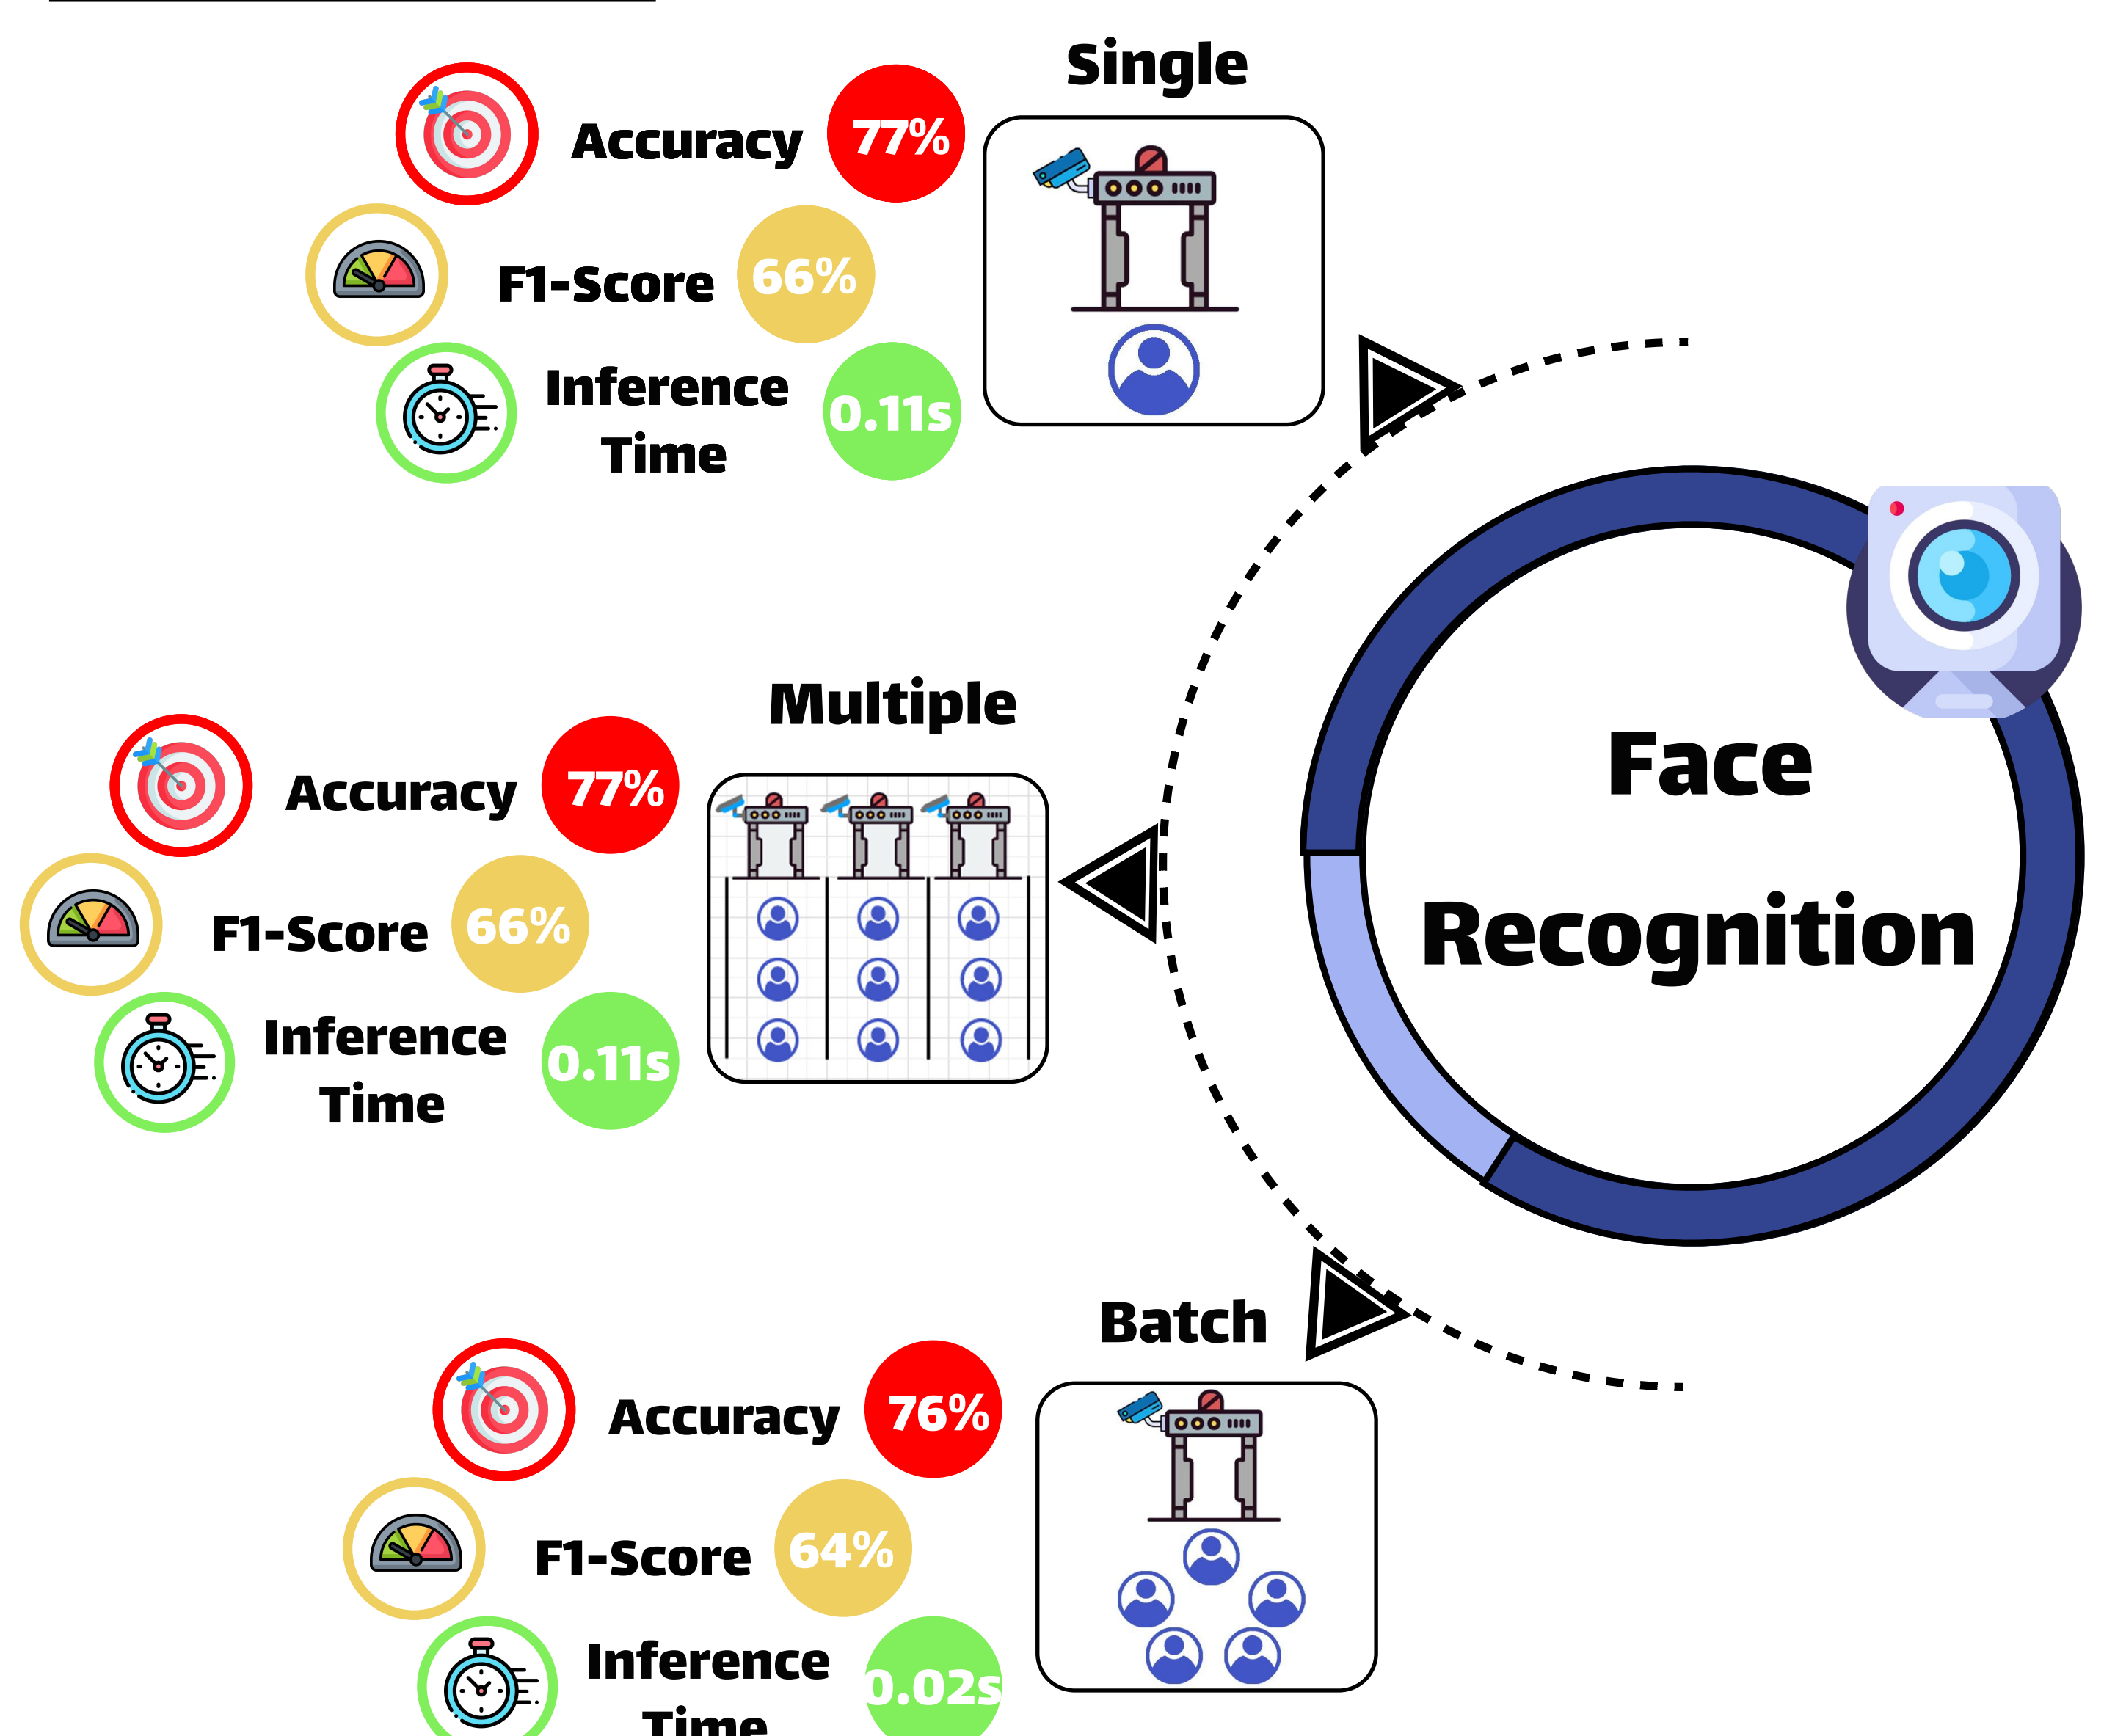 Single
Accuracy 77%
F1-Score 66%
Inference
Time
0.11s
Multiple
Accuracy 77%
F1-Score 66%
Inference
Time
0.11s
Face
Recognition
Batch
Accuracy 76%
F1-Score 64%
Inference
Time
0.02s